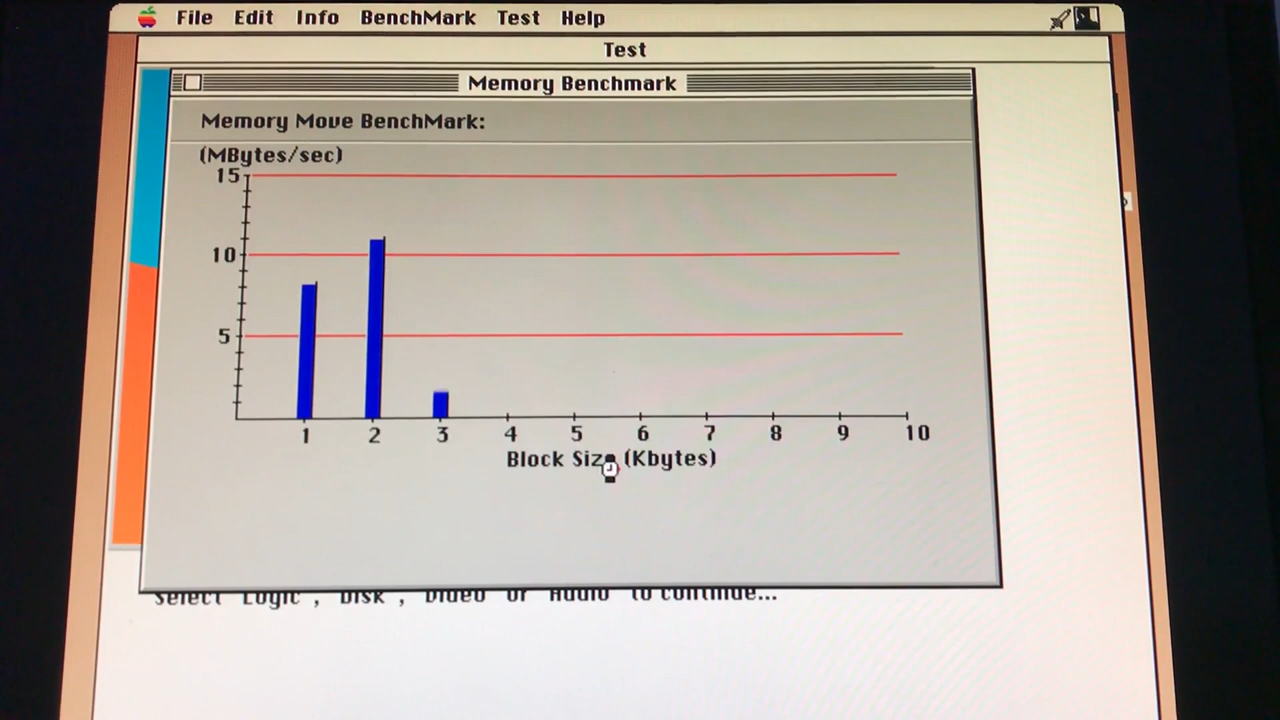 File Edit Info BenchMark Test Help
Test
Memory Benchmark
Memory Move BenchMark:
(MBytes/sec)
15
10
5
1 2 3 4 5 6 7 8 9 10
Block Size (Kbytes)
Select Logic , Disk , Video or Audio to continue...